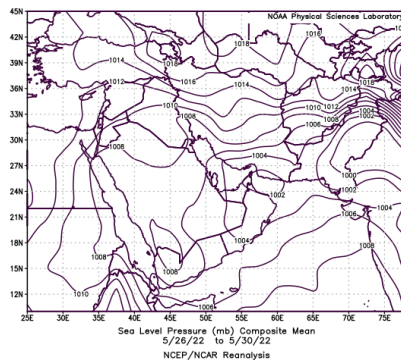 NOAA Physical Sciences Laboratory
45N
42N
39N
36N
33N
30N
27N
24N
21N
18N
15N
12N
1018
1016
1014
1018
1018
1016
1014
1014
1012
1010
1010
1012
1008
1008
1006
1004
1002
1008
1004
1000
1002
1002
1006
1004
1004
1008
1008
1008
1010
1006
25E 30E 35E 40E 45E 50E 55E 60E 65E 70E 75E
Sea Level Pressure (mb) Composite Mean
5/26/22 to 5/30/22
NCEP/NCAR Reanalysis